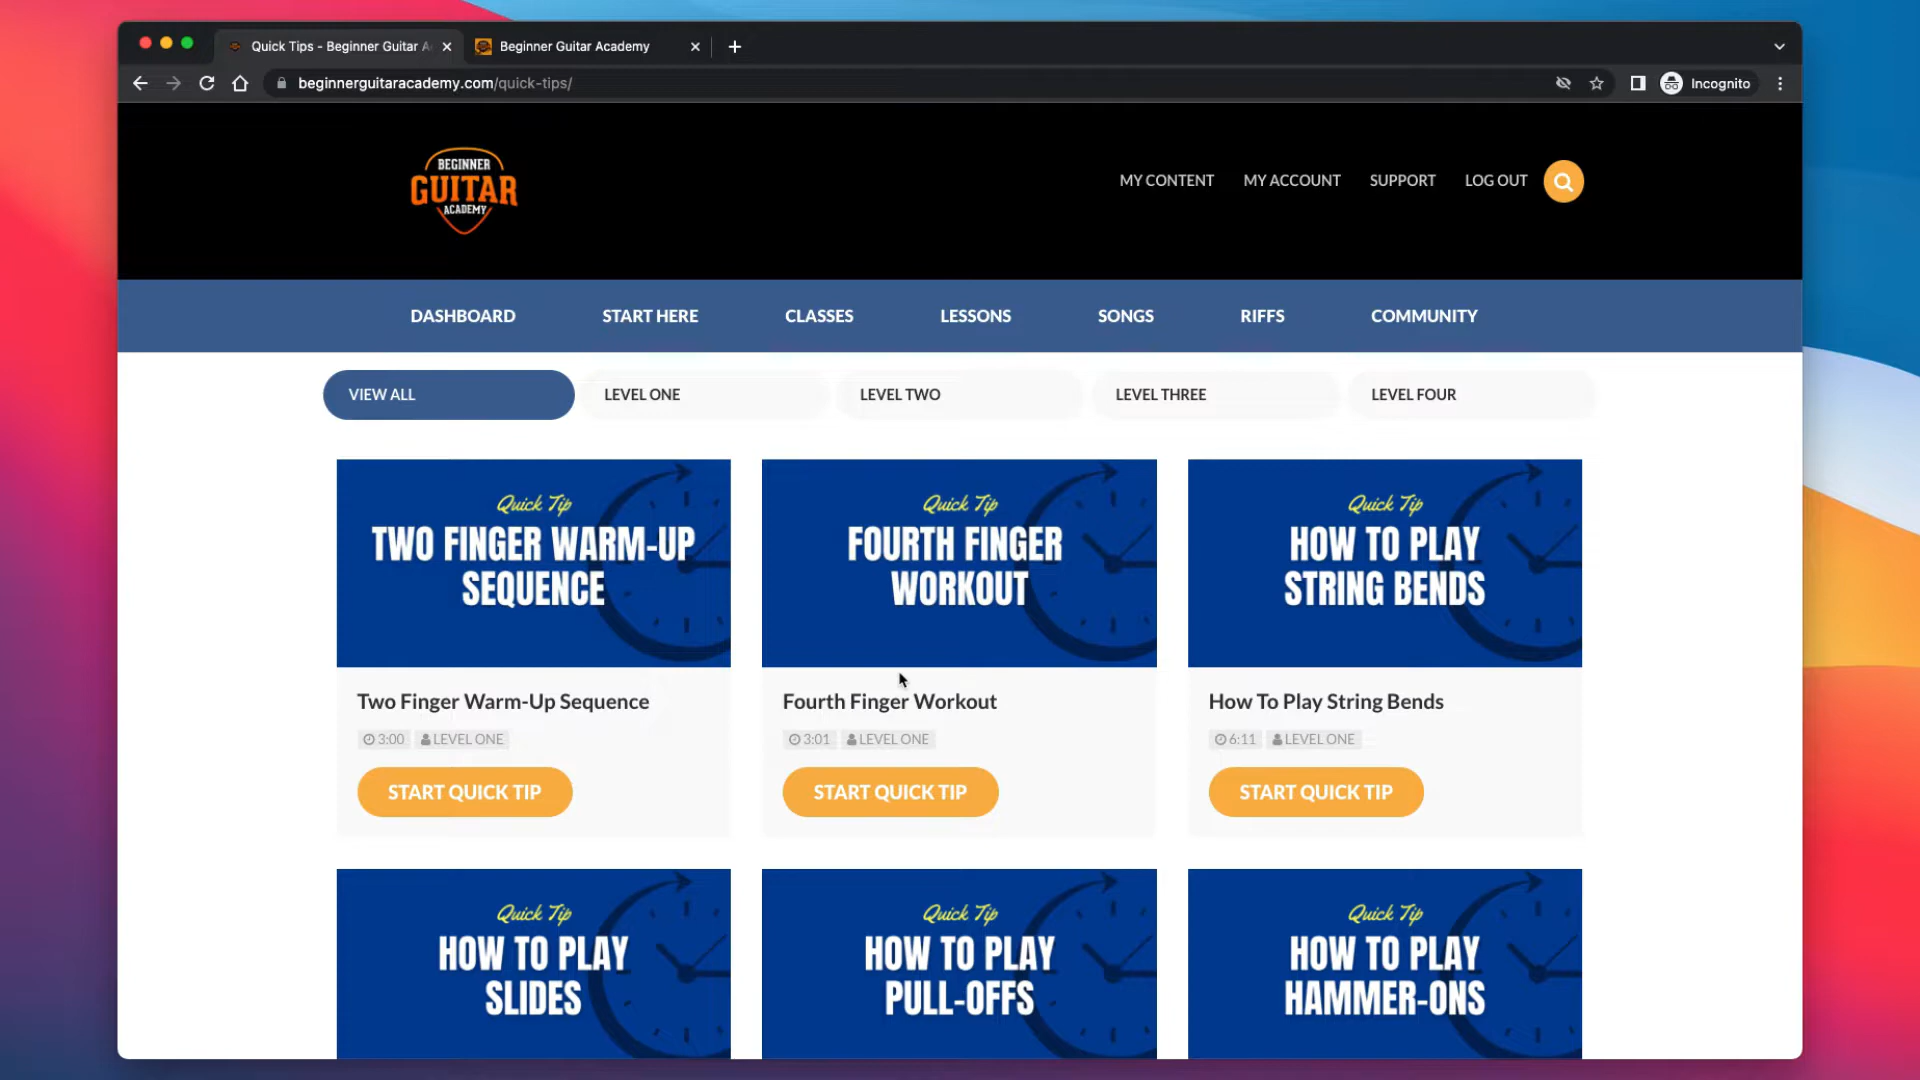 Quick Tips - Beginner Guitar A
Beginner Guitar Academy
beginnerguitaracademy.com/quick-tips/
Incognito
BEGINNER
GUITAR
ACADEMY
MY CONTENT
MY ACCOUNT
SUPPORT
LOG OUT
DASHBOARD
START HERE
CLASSES
LESSONS
SONGS
RIFFS
COMMUNITY
VIEW ALL
LEVEL ONE
LEVEL TWO
LEVEL THREE
LEVEL FOUR
Quick Tip
TWO FINGER WARM-UP
SEQUENCE
Two Finger Warm-Up Sequence
3:00 LEVEL ONE
START QUICK TIP
Quick Tip
FOURTH FINGER
WORKOUT
Fourth Finger Workout
3:01 LEVEL ONE
START QUICK TIP
Quick Tip
HOW TO PLAY
STRING BENDS
How To Play String Bends
6:11 LEVEL ONE
START QUICK TIP
Quick Tip
HOW TO PLAY
SLIDES
Quick Tip
HOW TO PLAY
PULL-OFFS
Quick Tip
HOW TO PLAY
HAMMER-ONS